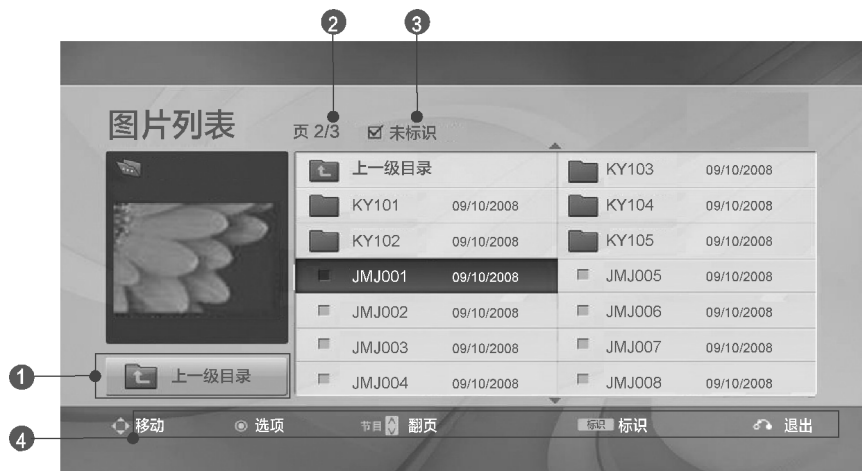 2 3
图片列表 页 2/3 未标识
上一级目录 KY103 09/10/2008
KY101 09/10/2008 KY104 09/10/2008
KY102 09/10/2008 KY105 09/10/2008
JMJ001 09/10/2008 JMJ005 09/10/2008
JMJ002 09/10/2008 JMJ006 09/10/2008
JMJ003 09/10/2008 JMJ007 09/10/2008
1 上一级目录 JMJ004 09/10/2008 JMJ008 09/10/2008
4 移动 选项 节目 翻页 标识 标识 退出